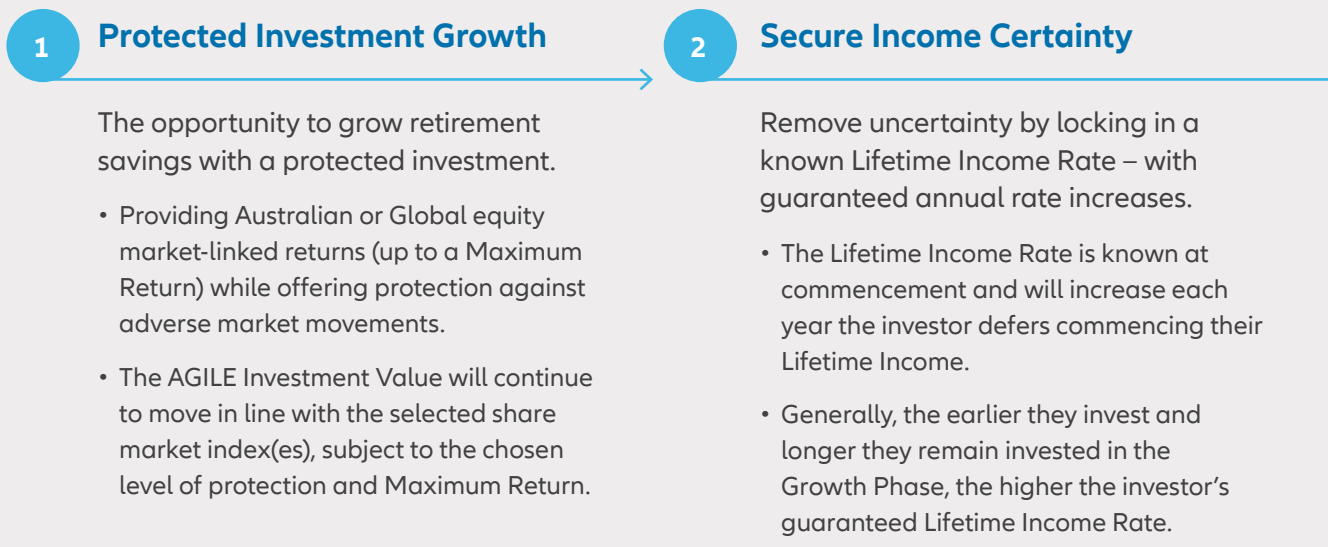 1
Protected Investment Growth
The opportunity to grow retirement
savings with a protected investment.
• Providing Australian or Global equity
market-linked returns (up to a Maximum
Return) while offering protection against
adverse market movements.
• The AGILE Investment Value will continue
to move in line with the selected share
market index(es), subject to the chosen
level of protection and Maximum Return.
2
Secure Income Certainty
Remove uncertainty by locking in a
known Lifetime Income Rate – with
guaranteed annual rate increases.
• The Lifetime Income Rate is known at
commencement and will increase each
year the investor defers commencing their
Lifetime Income.
• Generally, the earlier they invest and
longer they remain invested in the
Growth Phase, the higher the investor’s
guaranteed Lifetime Income Rate.